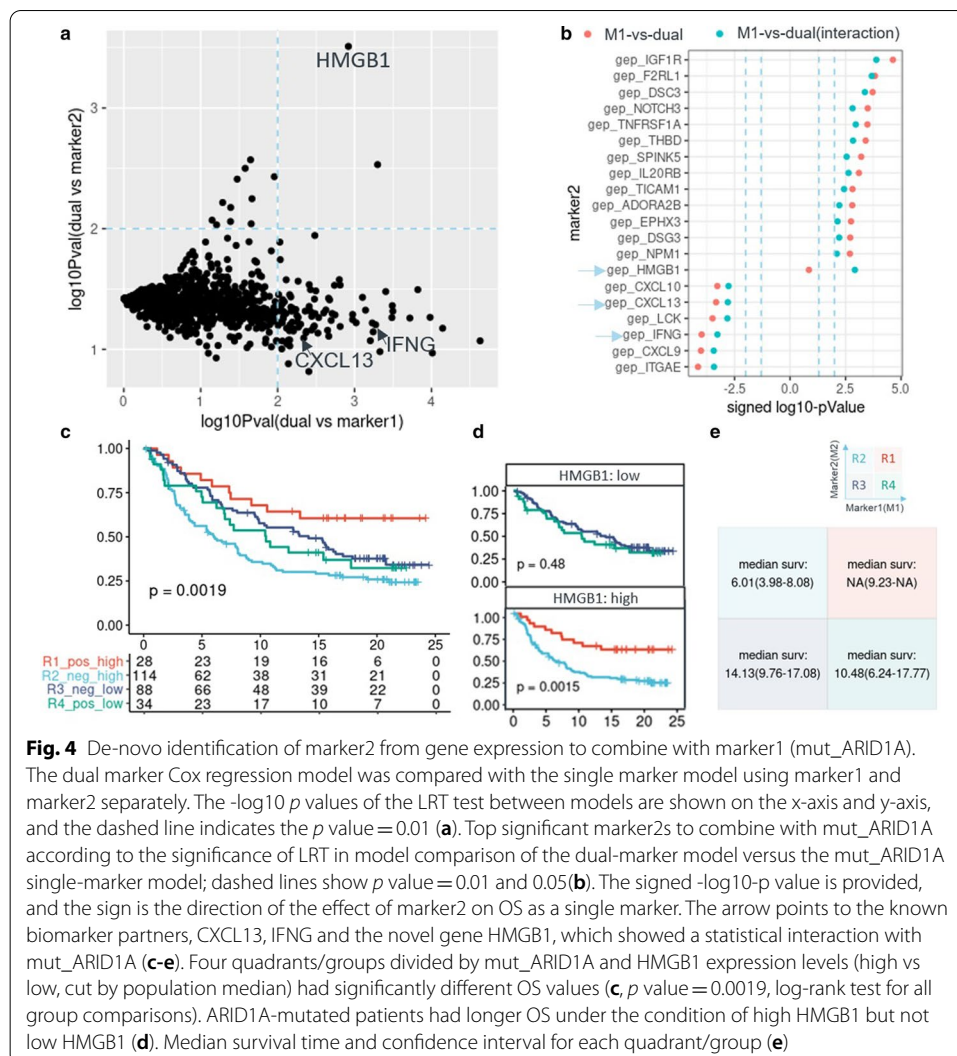 a
HMGB1
CXCL13
IFNG
log10Pval(dual vs marker2)
3
2
1
0
1
2
3
4
log10Pval(dual vs marker1)
b
M1-vs-dual
M1-vs-dual(interaction)
marker2
gep_IGF1R
gep_F2RL1
gep_DSC3
gep_NOTCH3
gep_TNFRSF1A
gep_THBD
gep_SPINK5
gep_IL20RB
gep_TICAM1
gep_ADORA2B
gep_EPHX3
gep_DSG3
gep_NPM1
gep_HMGB1
gep_CXCL10
gep_CXCL13
gep_LCK
gep_IFNG
gep_CXCL9
gep_ITGAE
-2.5 0.0 2.5 5.0
signed log10-pValue
c
1.00
0.75
0.50
0.25
0.00
p = 0.0019
0 5 10 15 20 25
R1_pos_high 28 23 19 16 6 0
R2_neg_high 114 62 38 31 21 0
R3_neg_low 88 66 48 39 22 0
R4_pos_low 34 23 17 10 7 0
d
HMGB1: low
1.00
0.75
0.50
0.25
0.00
p = 0.48
HMGB1: high
1.00
0.75
0.50
0.25
0.00
p = 0.0015
0 5 10 15 20 25
e
Marker2(M2)
R2 R1
R3 R4
Marker1(M1)
median surv:
6.01(3.98-8.08)
median surv:
NA(9.23-NA)
median surv:
14.13(9.76-17.08)
median surv:
10.48(6.24-17.77)
Fig. 4 De-novo identification of marker2 from gene expression to combine with marker1 (mut_ARID1A).
The dual marker Cox regression model was compared with the single marker model using marker1 and
marker2 separately. The -log10 p values of the LRT test between models are shown on the x-axis and y-axis,
and the dashed line indicates the p value = 0.01 (a). Top significant marker2s to combine with mut_ARID1A
according to the significance of LRT in model comparison of the dual-marker model versus the mut_ARID1A
single-marker model; dashed lines show p value = 0.01 and 0.05(b). The signed -log10-p value is provided,
and the sign is the direction of the effect of marker2 on OS as a single marker. The arrow points to the known
biomarker partners, CXCL13, IFNG and the novel gene HMGB1, which showed a statistical interaction with
mut_ARID1A (c-e). Four quadrants/groups divided by mut_ARID1A and HMGB1 expression levels (high vs
low, cut by population median) had significantly different OS values (c, p value = 0.0019, log-rank test for all
group comparisons). ARID1A-mutated patients had longer OS under the condition of high HMGB1 but not
low HMGB1 (d). Median survival time and confidence interval for each quadrant/group (e)